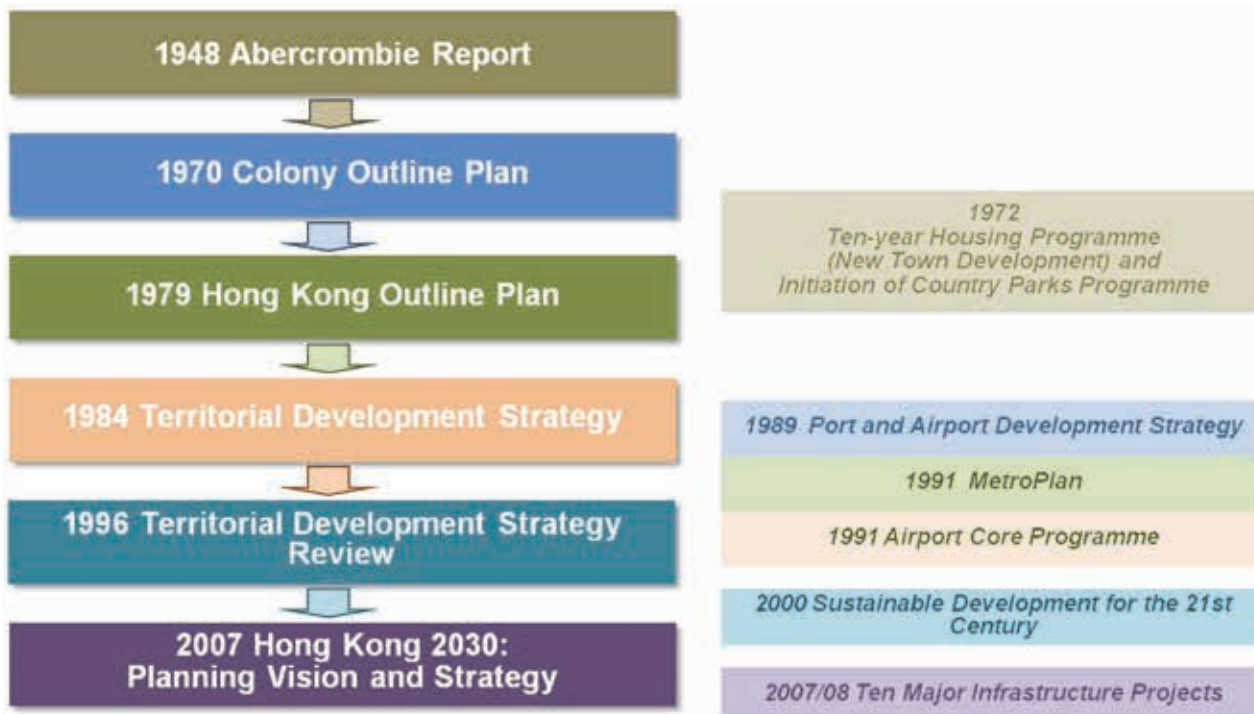 1948 Abercrombie Report
1970 Colony Outline Plan
1979 Hong Kong Outline Plan
1984 Territorial Development Strategy
1996 Territorial Development Strategy
Review
2007 Hong Kong 2030:
Planning Vision and Strategy
1972
Ten-year Housing Programme
(New Town Development) and
Initiation of Country Parks Programme
1989 Port and Airport Development Strategy
1991 MetroPlan
1991 Airport Core Programme
2000 Sustainable Development for the 21st
Century
2007/08 Ten Major Infrastructure Projects